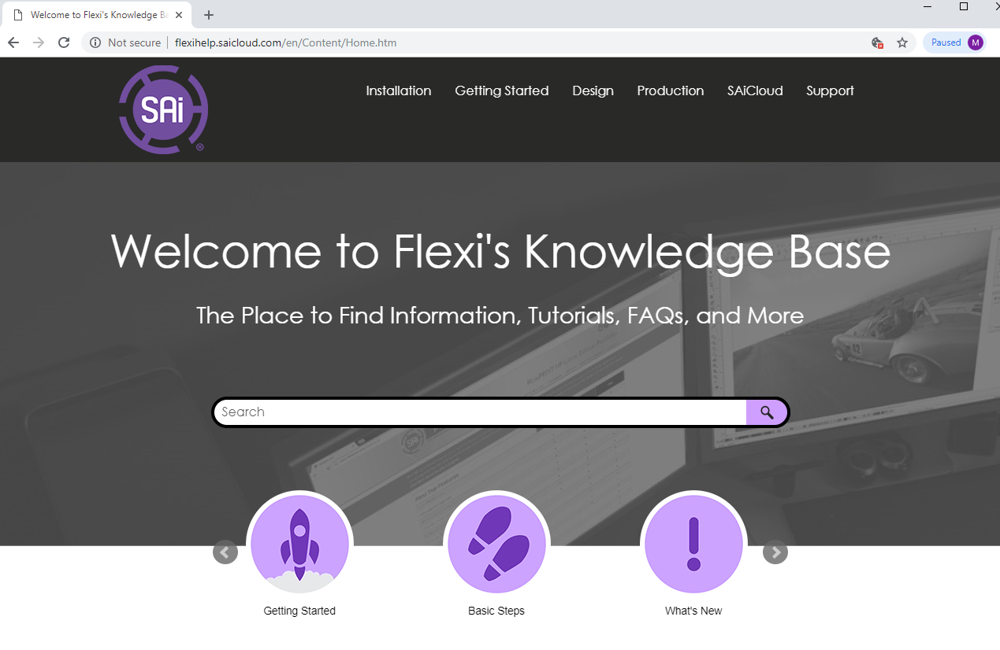 Welcome to Flexi's Knowledge Ba
Not secure | flexihelp.saicloud.com/en/Content/Home.htm
Paused M
SAi ®
Installation Getting Started Design Production SAiCloud Support
Welcome to Flexi's Knowledge Base
The Place to Find Information, Tutorials, FAQs, and More
Search
Getting Started Basic Steps What's New